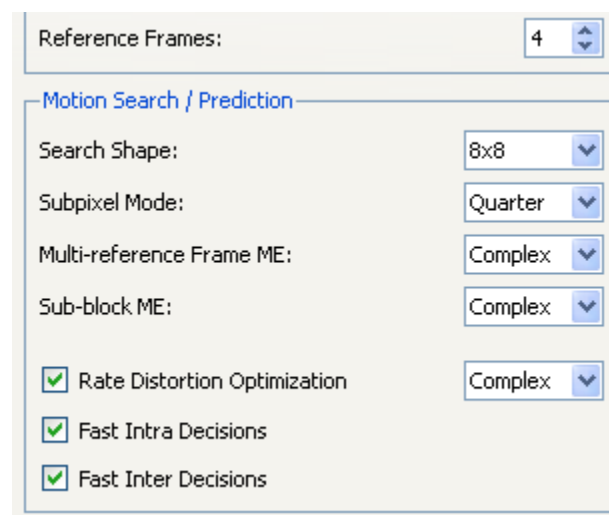 Reference Frames: 4
Motion Search / Prediction
Search Shape: 8x8
Subpixel Mode: Quarter
Multi-reference Frame ME: Complex
Sub-block ME: Complex
Rate Distortion Optimization Complex
Fast Intra Decisions
Fast Inter Decisions